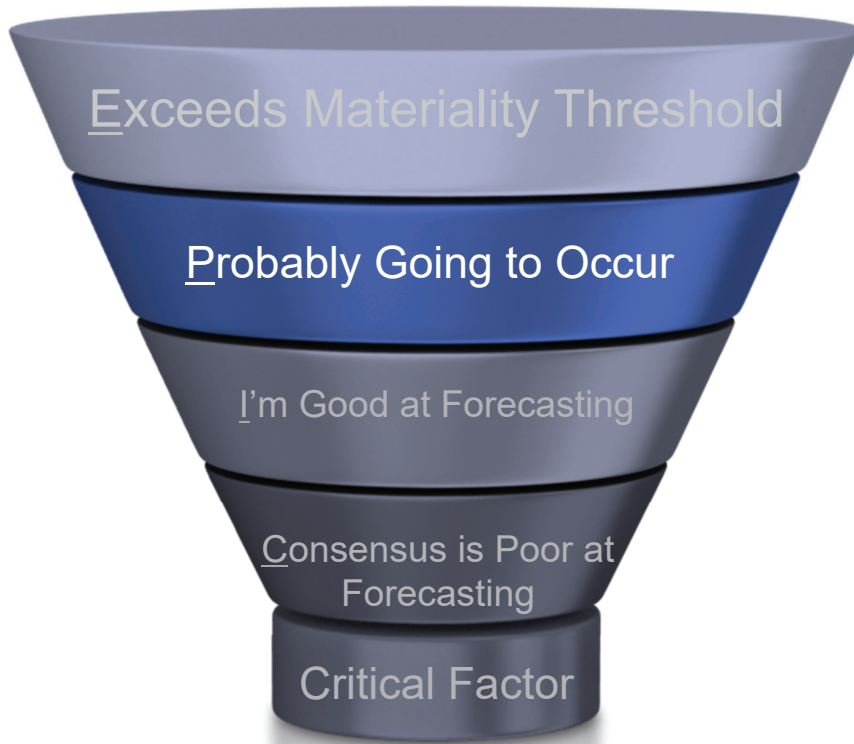 Exceeds Materiality Threshold
Probably Going to Occur
I'm Good at Forecasting
Consensus is Poor at
Forecasting
Critical Factor